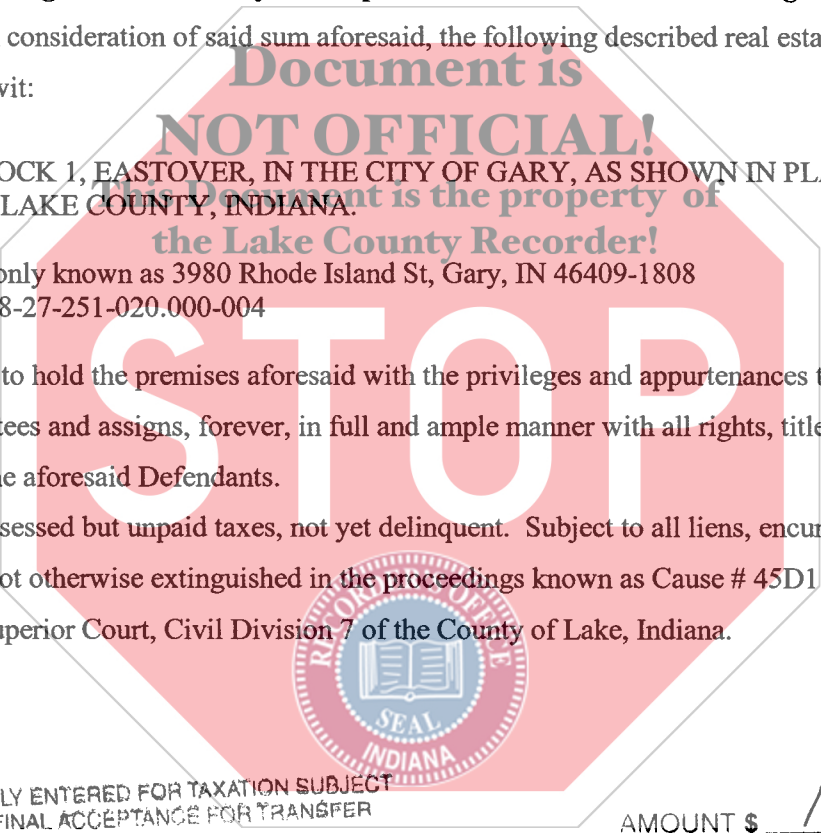 consideration of said sum aforesaid, the following described real esta
wit:
Document is
NOT OFFICIAL!
OCK 1, EASTOVER, IN THE CITY OF GARY, AS SHOWN IN PLA
This Document is the property of
LAKE COUNTY, INDIANA.
the Lake County Recorder!
only known as 3980 Rhode Island St, Gary, IN 46409-1808
8-27-251-020.000-004
STOP
to hold the premises aforesaid with the privileges and appurtenances t
tees and assigns, forever, in full and ample manner with all rights, title
e aforesaid Defendants.
sessed but unpaid taxes, not yet delinquent. Subject to all liens, encu
ot otherwise extinguished in the proceedings known as Cause # 45D1
uperior Court, Civil Division 7 of the County of Lake, Indiana.
RECORDER'S OFFICE
SEAL
INDIANA
LY ENTERED FOR TAXATION SUBJECT
FINAL ACCEPTANCE FOR TRANSFER
AMOUNT $